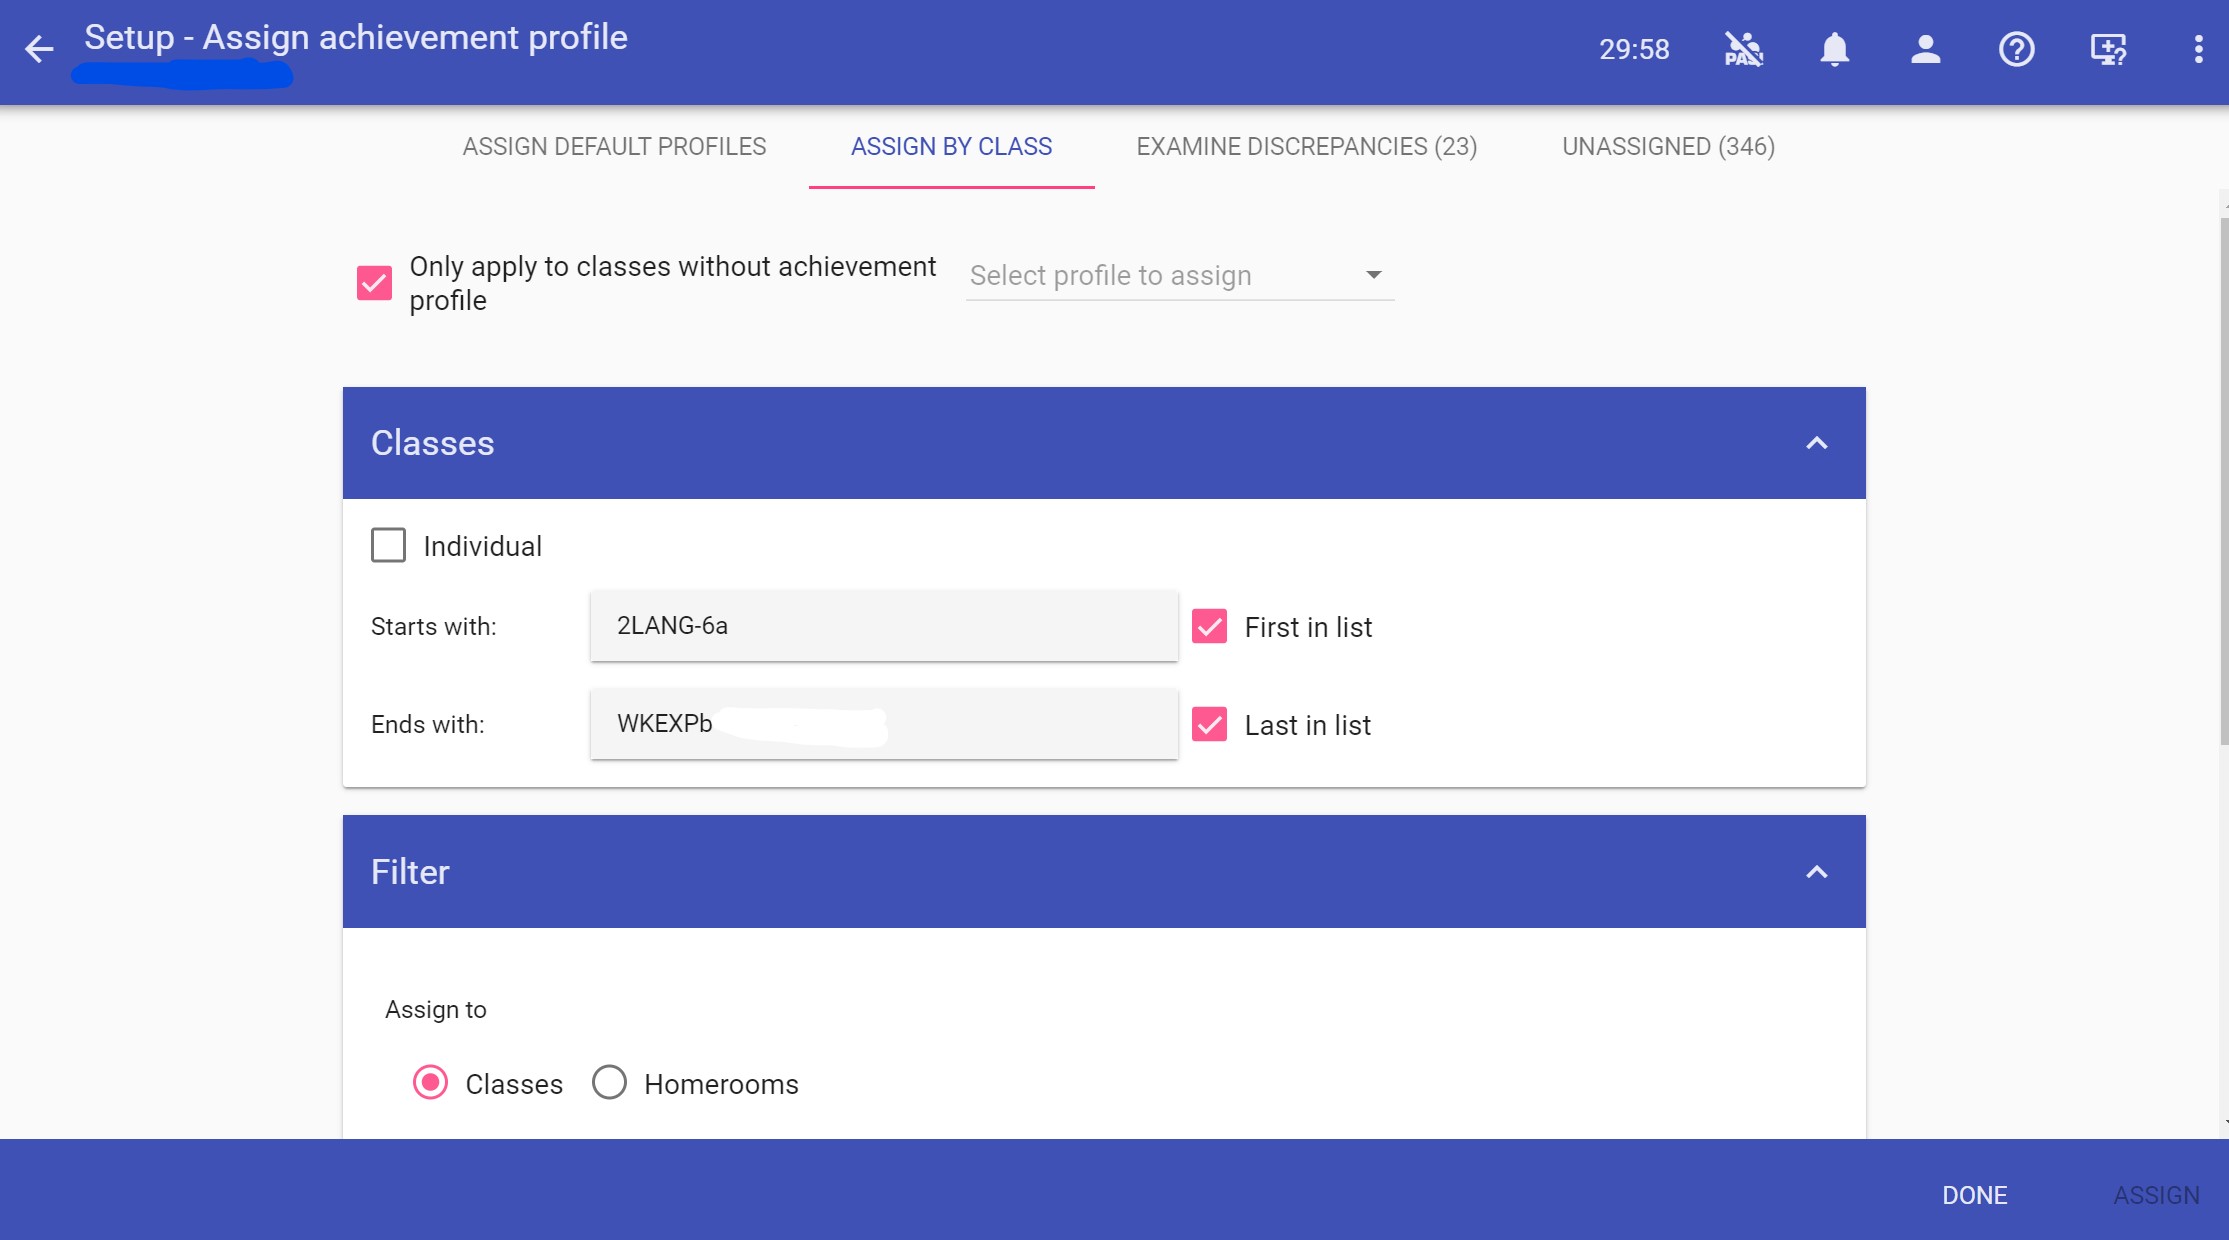 Setup - Assign achievement profile
29:58
ASSIGN DEFAULT PROFILES
ASSIGN BY CLASS
EXAMINE DISCREPANCIES (23)
UNASSIGNED (346)
Only apply to classes without achievement
profile
Select profile to assign
Classes
Individual
Starts with:
2LANG-6a
First in list
Ends with:
WKEXPb
Last in list
Filter
Assign to
Classes
Homerooms
DONE
ASSIGN